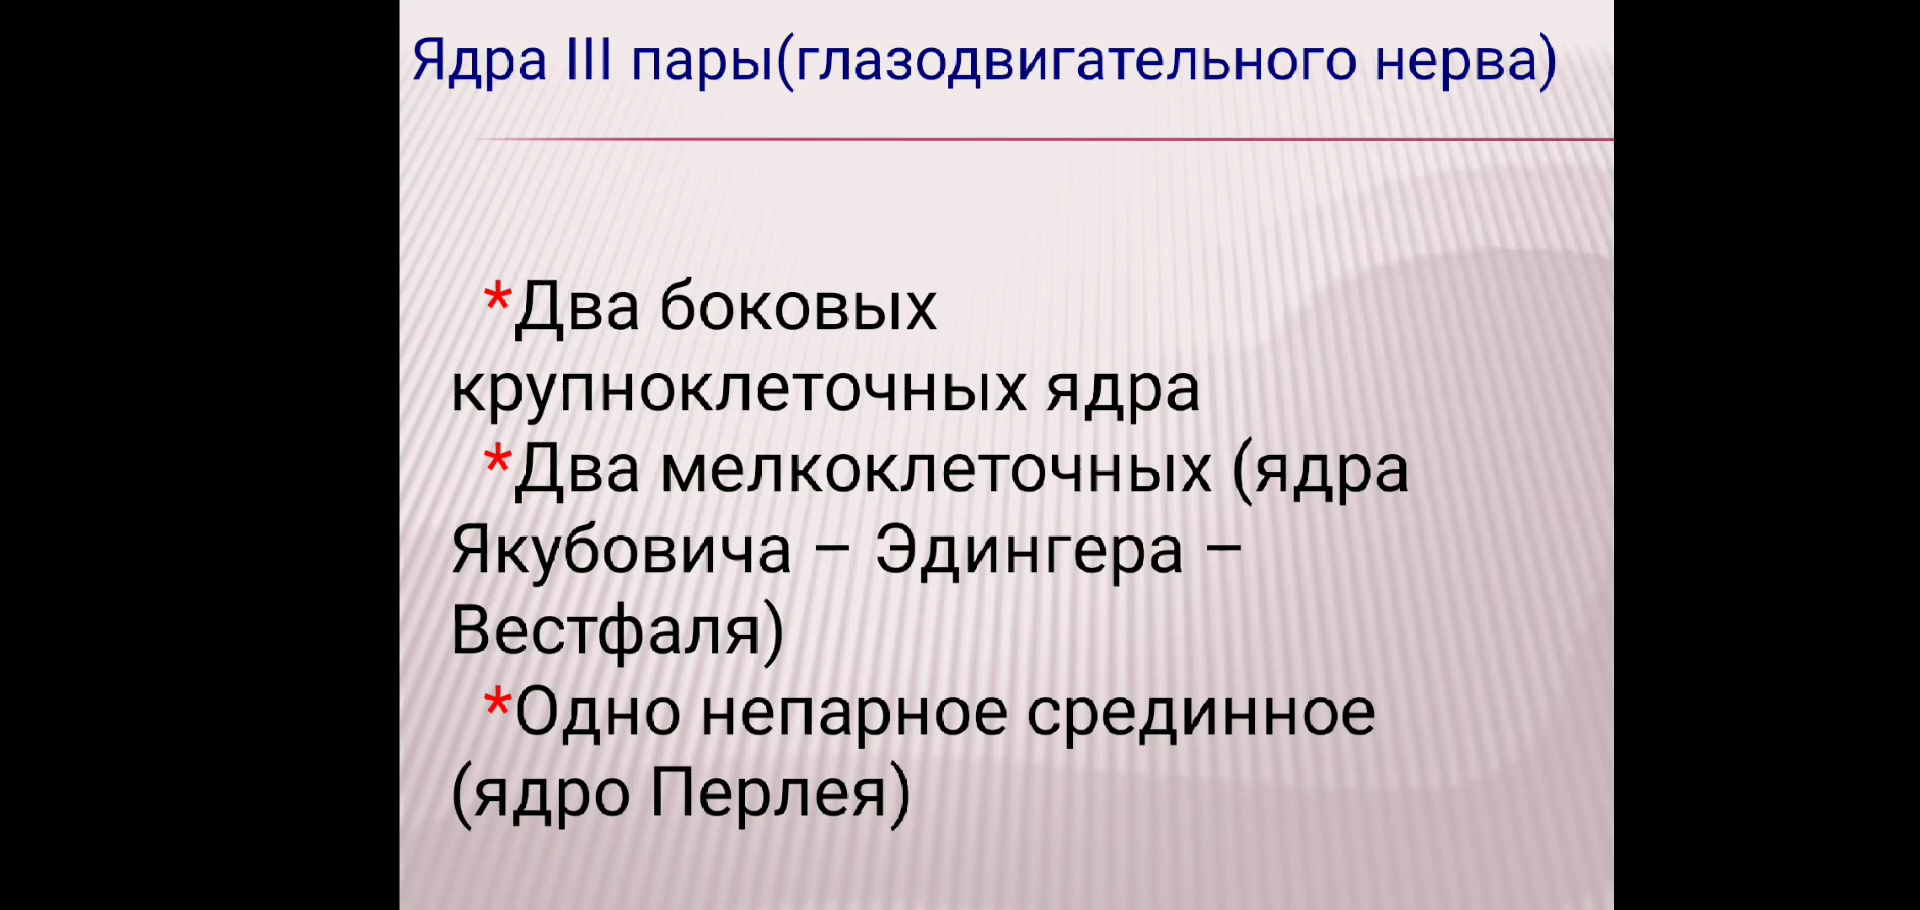 Ядра III пары(глазодвигательного нерва)
*Два боковых
крупноклеточных ядра
*Два мелкоклеточных (ядра
Якубовича – Эдингера –
Вестфаля)
*Одно непарное срединное
(ядро Перлея)